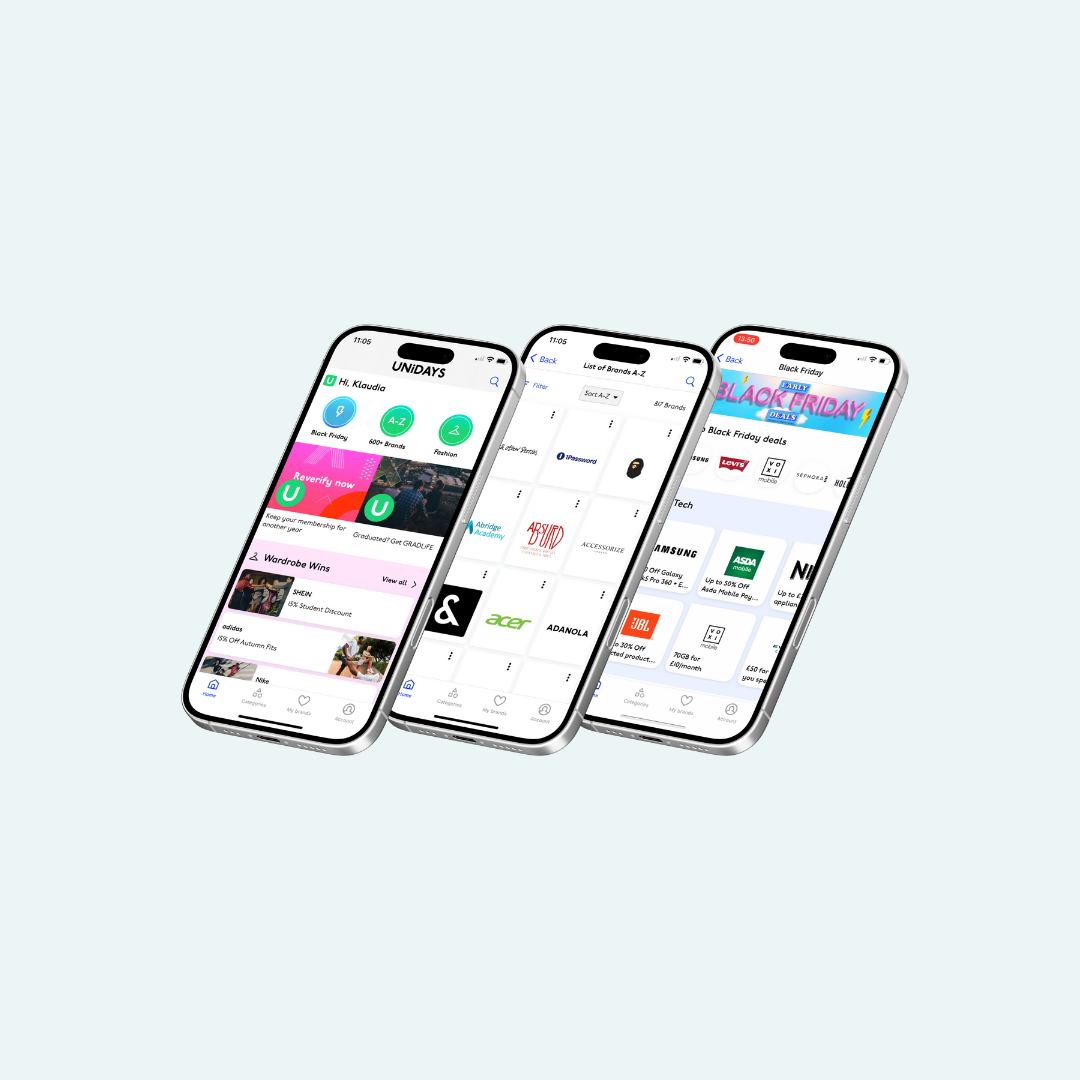 11:05
UNiDAYS
Hi, Klaudia
A-Z
Black Friday
600+ Brands
Fashion
Reverify now
U
U
Keep your membership for
another year
Graduated? Get GRADLiFE
Wardrobe Wins
View all
SHEIN
15% Student Discount
adidas
15% Off Autumn Fits
Nike
Home
Categories
My brands
Account
11:05
Back
List of Brands A-Z
Filter
Sort A-Z
817 Brands
1Password
Abridge
Academy
ABSURD
ACCESSORIZE
&
acer
ADANOLA
Home
Categories
My brands
Account
13:50
Back
Black Friday
EARLY
BLACK FRIDAY
DEALS
Black Friday deals
LEVI'S
VOXI
mobile
SEPHORA
HOL
Tech
AMSUNG
Off Galaxy
Pro 360 + £...
ASDA
mobile
Up to 50% Off
Asda Mobile Pay...
NI
Up to £
applian
JBL
o 30% Off
cted product...
VOXI
mobile
70GB for
£10/month
£50 for
you spe
Categories
My brands
Account